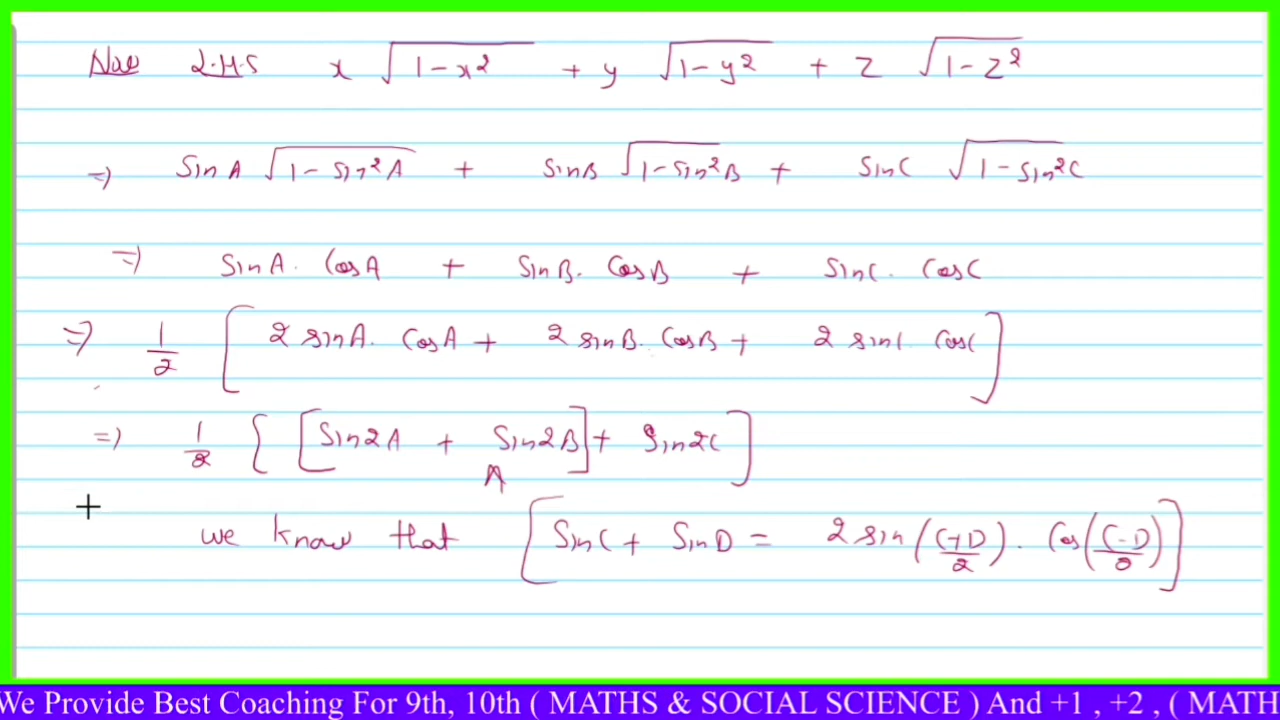 Now L.H.S x √(1-x²) + y √(1-y²) + z √(1-z²)
⇒ SinA √(1-Sin²A) + SinB √(1-Sin²B) + SinC √(1-Sin²C)
⇒ SinA. CosA + SinB. CosB + SinC. CosC
⇒ 1/2 [ 2 sinA. CosA + 2 sinB. CosB + 2 sinC. CosC ]
⇒ 1/2 { [Sin2A + Sin2B] + Sin2C ]
A
we know that [ SinC + SinD = 2 sin (C+D/2) . Cos (C-D/2) ]
We Provide Best Coaching For 9th, 10th ( MATHS & SOCIAL SCIENCE ) And +1 , +2 , ( MATH